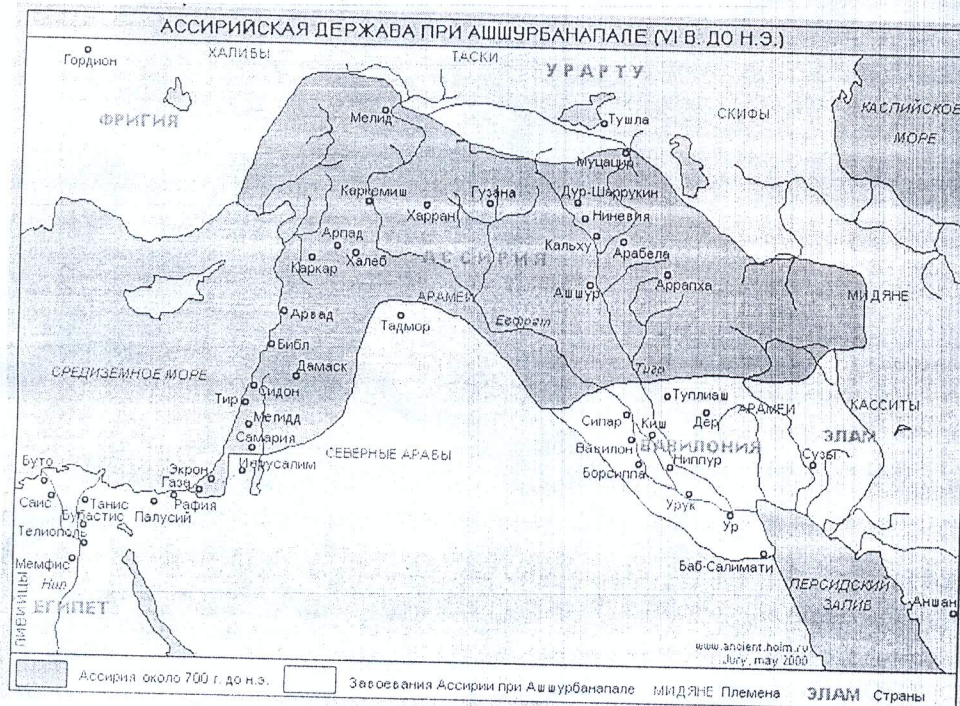 АССИРИЙСКАЯ ДЕРЖАВА ПРИ АШШУРБАНАПАЛЕ (VI В. ДО Н.Э.)
Гордион
ХАЛИБЫ
ТАСКИ
УРАРТУ
ФРИГИЯ
Мелид
Тушпа
СКИФЫ
КАСПИЙСКОЕ
МОРЕ
Муцацир
Каркемиш
Харран
Гузана
Дур-Шаррукин
Ниневия
Арпад
Халеб
Каркар
АССИРИЯ
Кальху
Арабела
Аррапха
Ашшур
МИДЯНЕ
АРАМЕИ
Евфрат
Арвад
Тадмор
Библ
СРЕДИЗЕМНОЕ МОРЕ
Дамаск
Тигр
Сидон
Тир
Мегидд
Самария
Туплиаш
Дер
АРАМЕИ
КАССИТЫ
Сипар
Киш
ВАВИЛОНИЯ
ЭЛАМ
Вавилон
Борсиппа
Ниппур
Сузы
СЕВЕРНЫЕ АРАБЫ
Иерусалим
Экрон
Газа
Рафия
Буто
Саис
Танис
Бубастис
Палусий
Телиополь
Мемфис
Нил
ЕГИПЕТ
ЛИВИЙЦЫ
Урук
Ур
Баб-Салимати
ПЕРСИДСКИЙ
ЗАЛИВ
Аншан
www.ancient.holm.ru
Jury, may 2000
Ассирия около 700 г. до н.э.
Завоевания Ассирии при Ашшурбанапале
МИДЯНЕ Племена
ЭЛАМ Страны